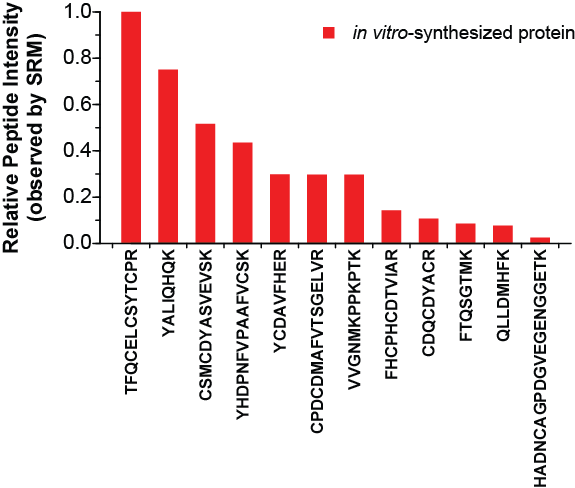 Relative Peptide Intensity
(observed by SRM)
1.0
0.8
0.6
0.4
0.2
0.0
in vitro-synthesized protein
TFQCELCSYTCPR
YALIQHQK
CSMCDYASVEVSK
YHDPNFVPAAFVCSK
YCDAVFHER
CPDCDMAFVTSGELVR
VVGNMKPPKPTK
FHCPHCDTVIAR
CDQCDYACR
FTQSGTMK
QLLDMHFK
HADNCAGPDGVEGENGGETK